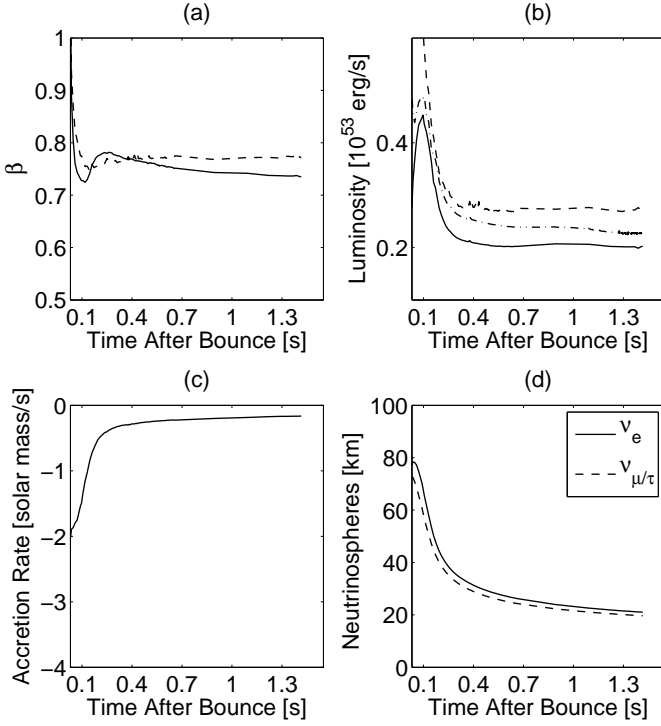 (a)
1
0.9
0.8
0.7
0.6
0.5
β
0.1 0.4 0.7 1 1.3
Time After Bounce [s]
(b)
0.4
0.2
Luminosity [10^53 erg/s]
0.1 0.4 0.7 1 1.3
Time After Bounce [s]
(c)
0
−1
−2
−3
−4
Accretion Rate [solar mass/s]
0.1 0.4 0.7 1 1.3
Time After Bounce [s]
(d)
100
80
60
40
20
0
Neutrinospheres [km]
ν_e
ν_μ/τ
0.1 0.4 0.7 1 1.3
Time After Bounce [s]